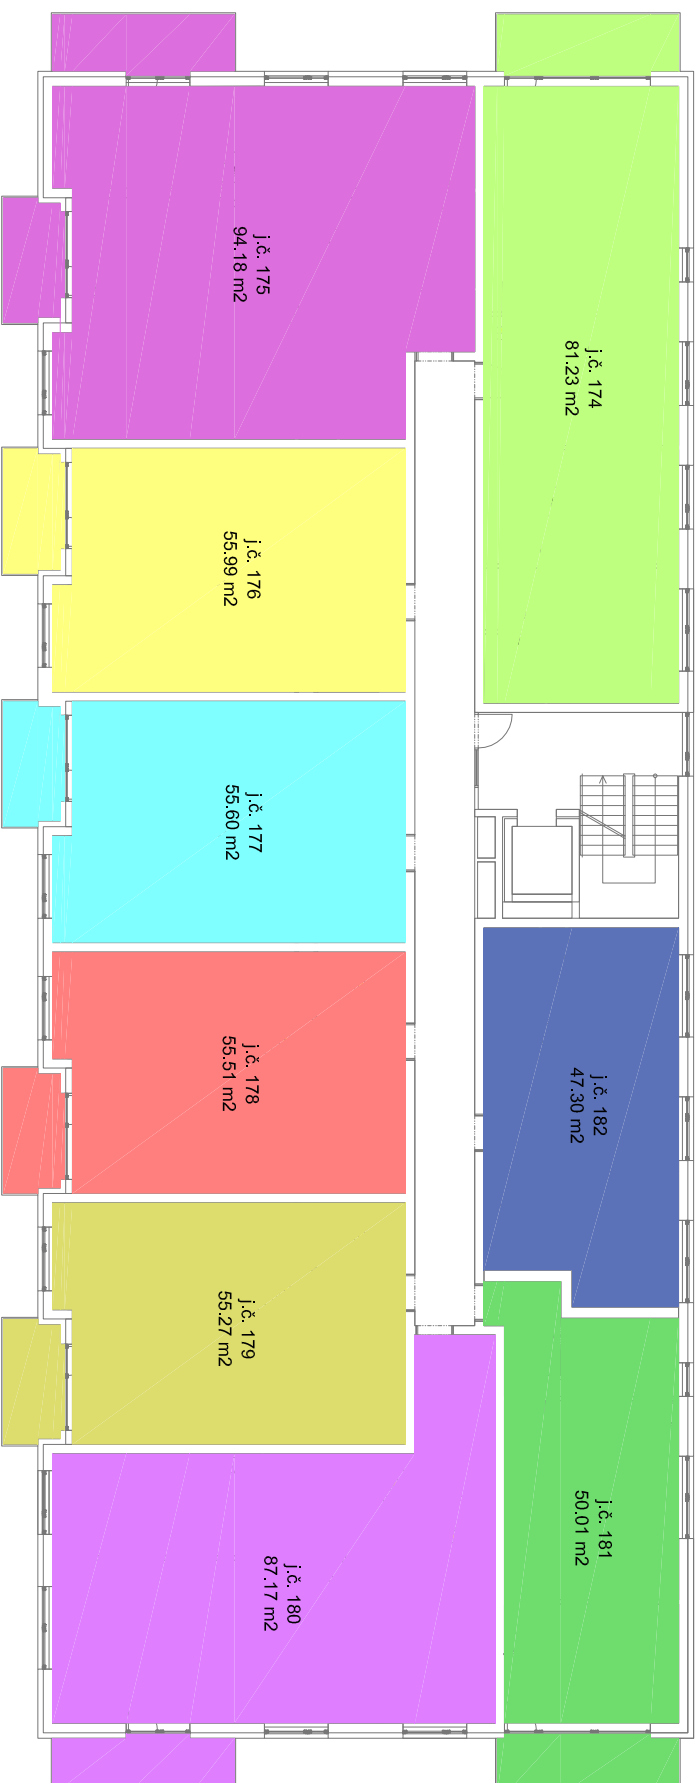 j.č. 174
81.23 m2
j.č. 175
94.18 m2
j.č. 176
55.99 m2
j.č. 177
55.60 m2
j.č. 178
55.51 m2
j.č. 179
55.27 m2
j.č. 180
87.17 m2
j.č. 181
50.01 m2
j.č. 182
47.30 m2